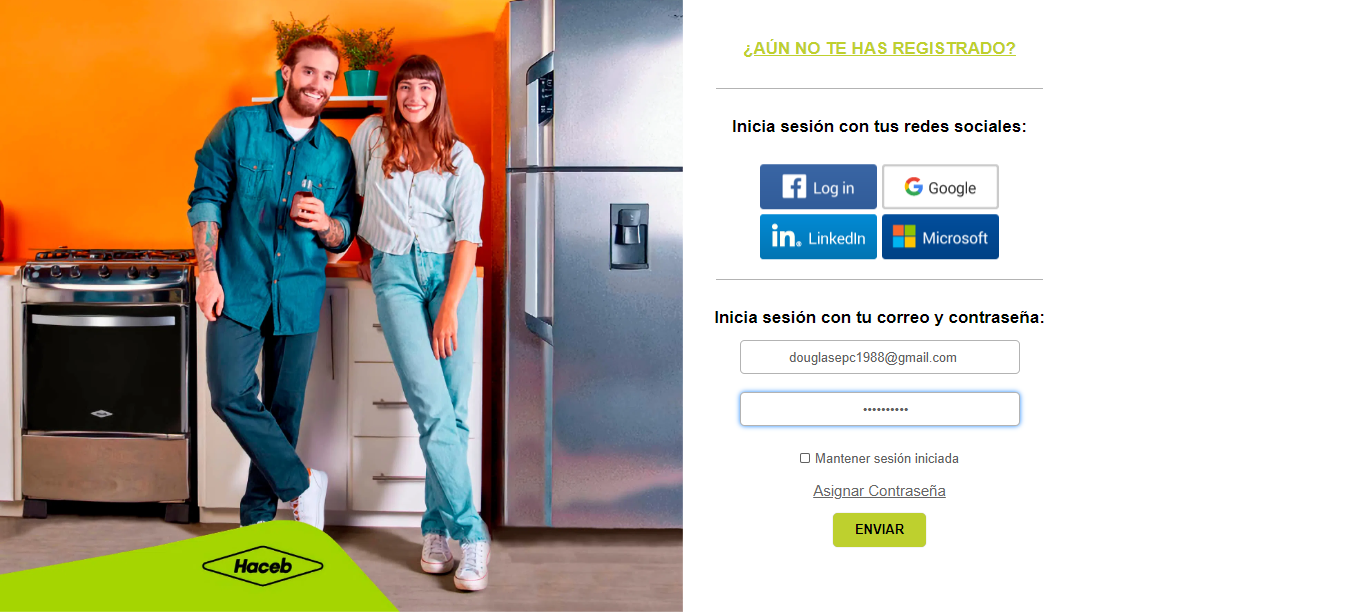 ¿AÚN NO TE HAS REGISTRADO?
Inicia sesión con tus redes sociales:
Log in
Google
in. LinkedIn
Microsoft
Inicia sesión con tu correo y contraseña:
douglasepc1988@gmail.com
••••••••••
Mantener sesión iniciada
Asignar Contraseña
ENVIAR
Haceb